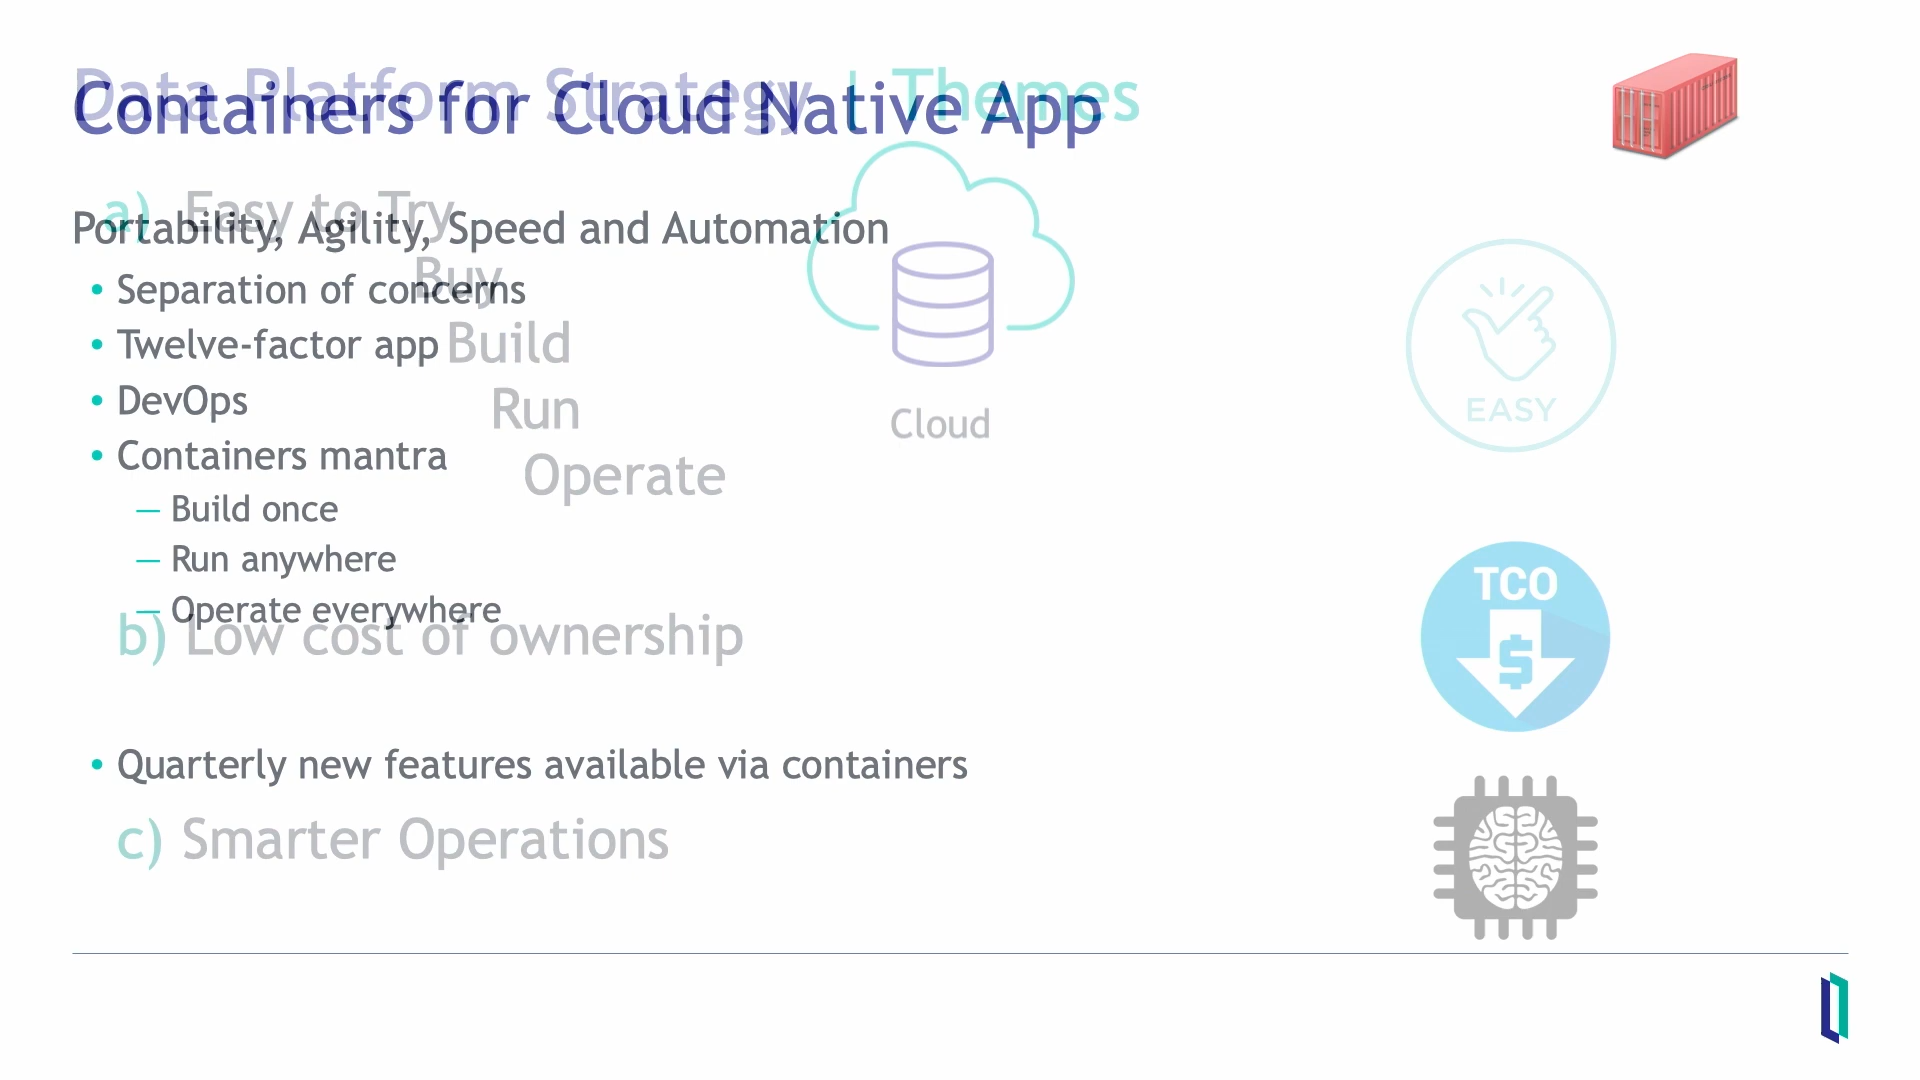 Data Platform Strategy | Themes
Containers for Cloud Native App
a) Easy to Try
Portability, Agility, Speed and Automation
Buy
• Separation of concerns
• Twelve-factor app
Build
• DevOps
Run
EASY
Cloud
• Containers mantra
Operate
— Build once
— Run anywhere
— Operate everywhere
TCO
$
b) Low cost of ownership
• Quarterly new features available via containers
c) Smarter Operations